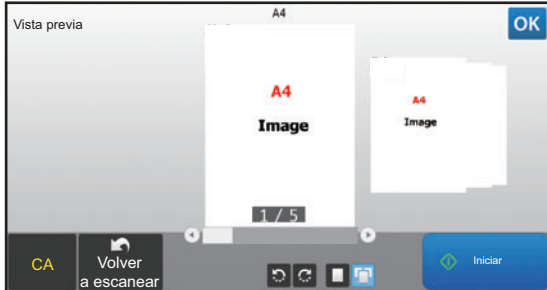 A4
Vista previa
OK
A4
Image
A4
Image
1 / 5
CA
Volver
a escanear
Iniciar